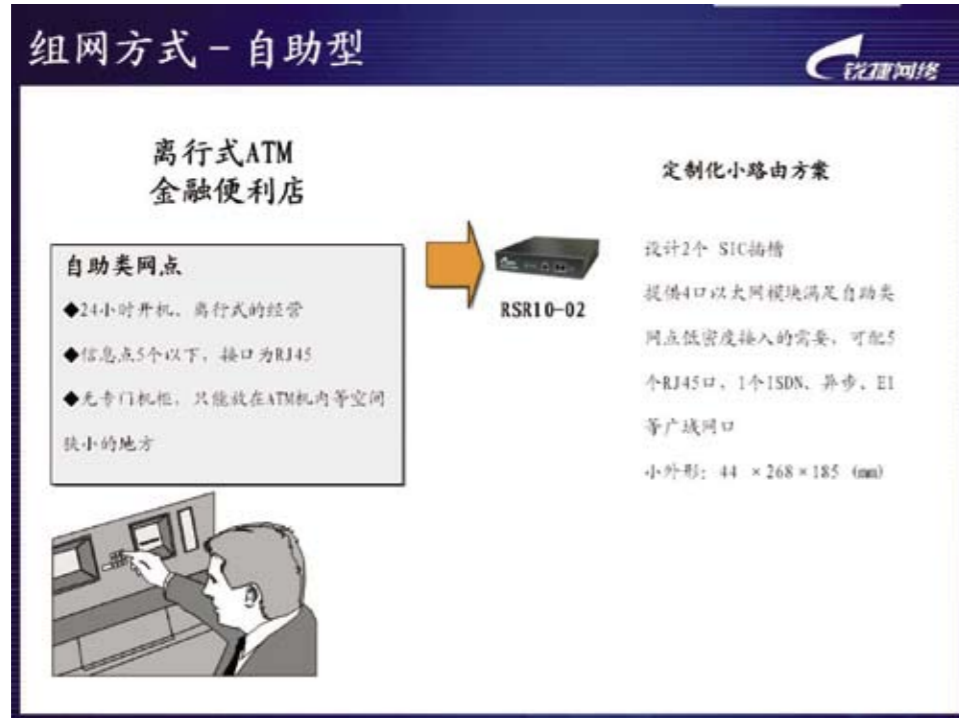 组网方式－自助型
锐捷网络
离行式ATM
金融便利店
自助类网点
◆24小时开机、离行式的经营
◆信息点5个以下，接口为RJ45
◆无专门机柜，只能放在ATM机内等空间
狭小的地方
RSR10-02
定制化小路由方案
设计2个 SIC插槽
提供4口以太网模块满足自助类
网点低密度接入的需要，可配5
个RJ45口，1个ISDN、异步、E1
等广域网口
小外形：44 ×268×185 (mm)